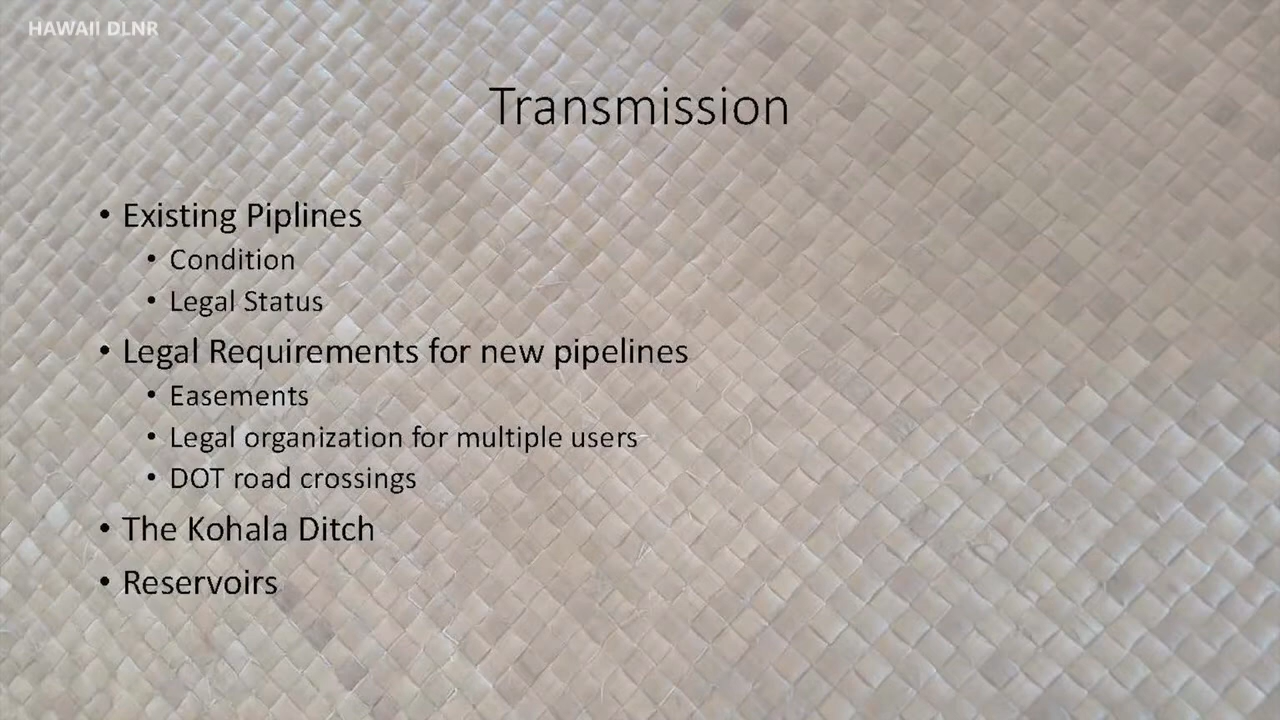 HAWAII DLNR
Transmission
• Existing Piplines
• Condition
• Legal Status
• Legal Requirements for new pipelines
• Easements
• Legal organization for multiple users
• DOT road crossings
• The Kohala Ditch
• Reservoirs